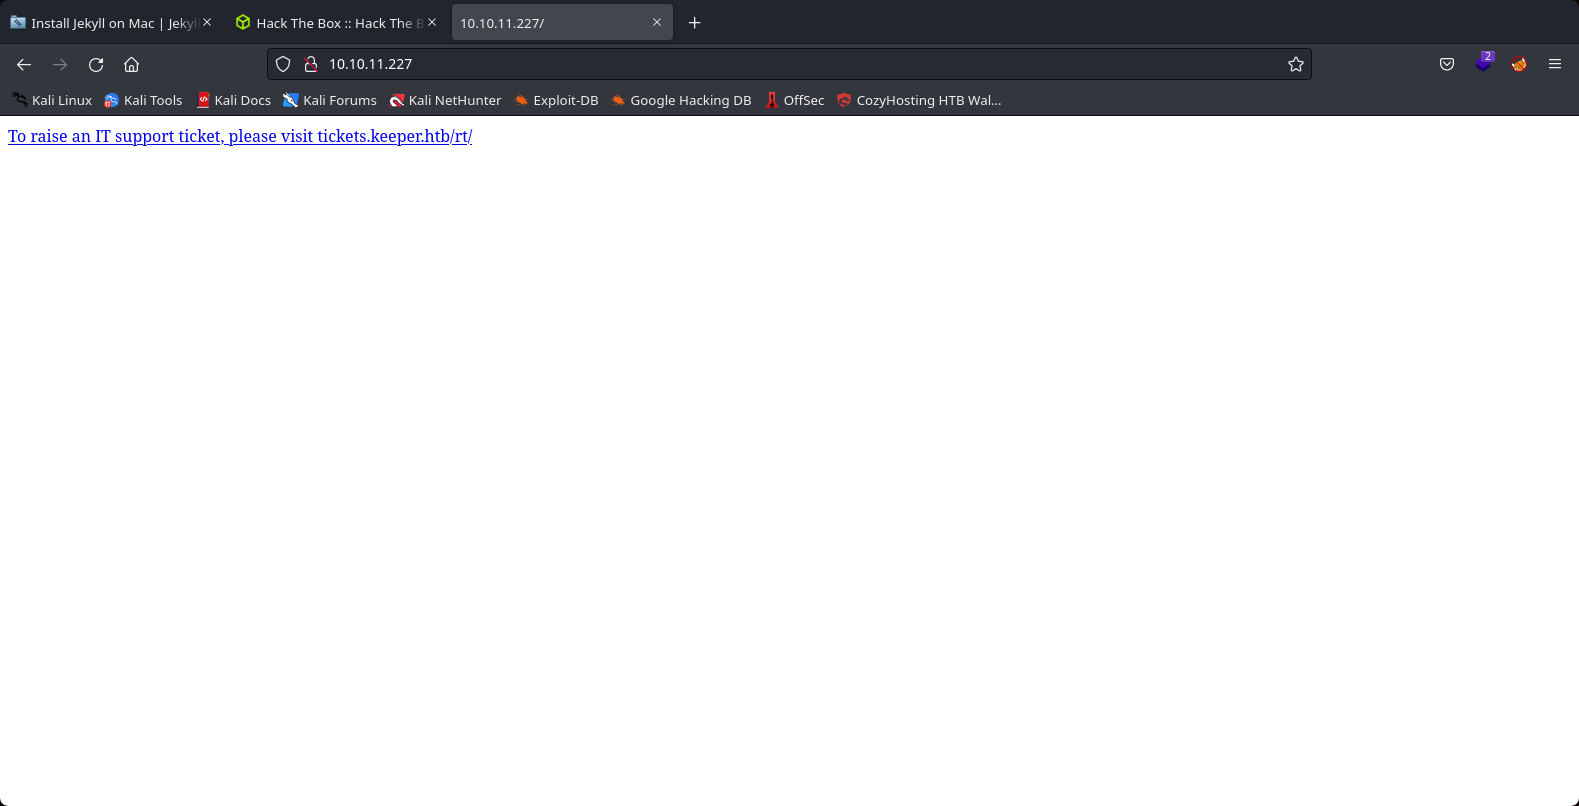 Install Jekyll on Mac | Jekyll
Hack The Box :: Hack The B
10.10.11.227/
10.10.11.227
2
Kali Linux
Kali Tools
Kali Docs
Kali Forums
Kali NetHunter
Exploit-DB
Google Hacking DB
OffSec
CozyHosting HTB Wal...
To raise an IT support ticket, please visit tickets.keeper.htb/rt/